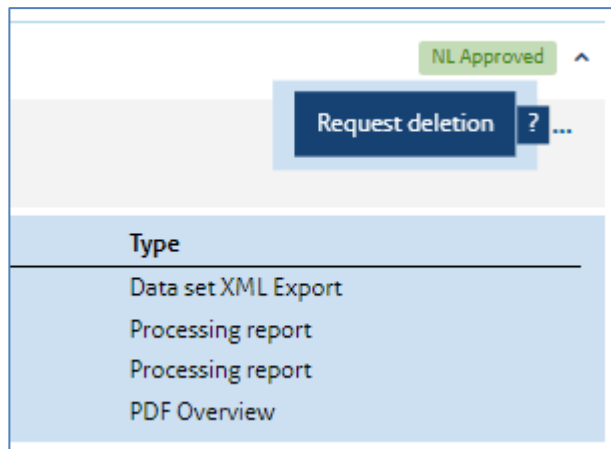 NL Approved
Request deletion ? ...
Type
Data set XML Export
Processing report
Processing report
PDF Overview